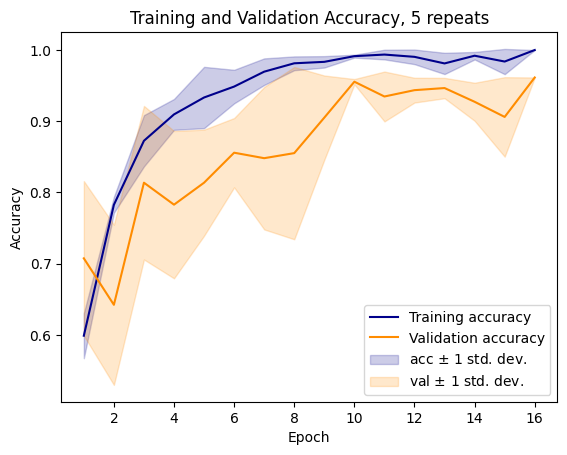 Training and Validation Accuracy, 5 repeats
1.0
0.9
0.8
0.7
0.6
Accuracy
Training accuracy
Validation accuracy
acc ± 1 std. dev.
val ± 1 std. dev.
2 4 6 8 10 12 14 16
Epoch